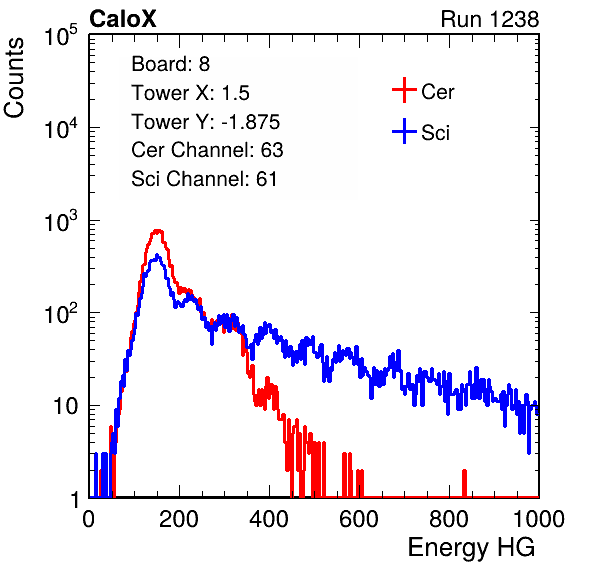 CaloX Run 1238
Counts
10^5
10^4
10^3
10^2
10
1
Board: 8
Tower X: 1.5
Tower Y: -1.875
Cer Channel: 63
Sci Channel: 61
Cer
Sci
0 200 400 600 800 1000
Energy HG